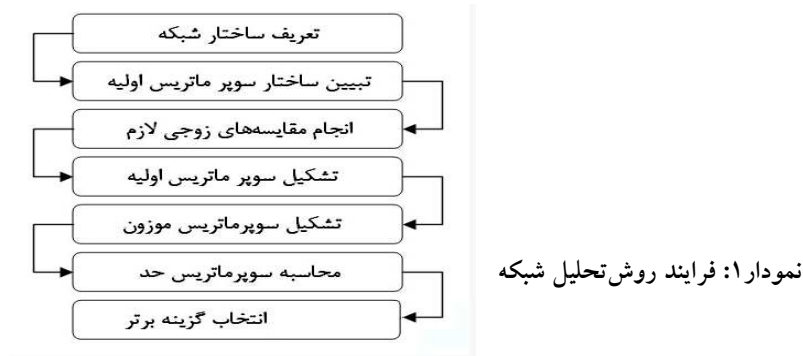 تعریف ساختار شبکه
تبیین ساختار سوپر ماتریس اولیه
انجام مقایسه‌های زوجی لازم
تشکیل سوپر ماتریس اولیه
تشکیل سوپرماتریس موزون
محاسبه سوپرماتریس حد
انتخاب گزینه برتر
نمودار۱: فرایند روش‌تحلیل شبکه